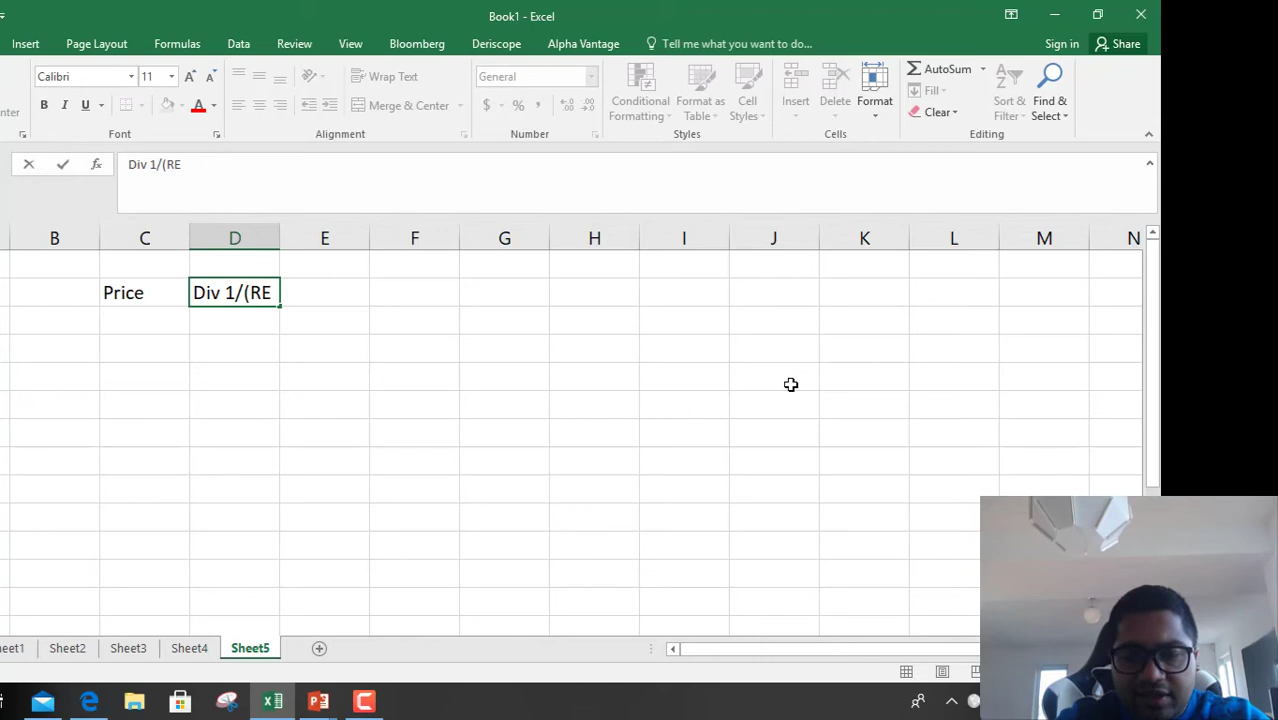 Book1 - Excel
Insert Page Layout Formulas Data Review View Bloomberg Deriscope Alpha Vantage Tell me what you want to do... Sign in Share
Calibri 11 A A Wrap Text General AutoSum
Conditional Formatting Format as Table Cell Styles Insert Delete Format Fill Sort & Filter Find & Select
B I U A Merge & Center $ % , Clear
Font Alignment Number Styles Cells Editing
fx Div 1/(RE
B C D E F G H I J K L M N
Price Div 1/(RE
Sheet2 Sheet3 Sheet4 Sheet5